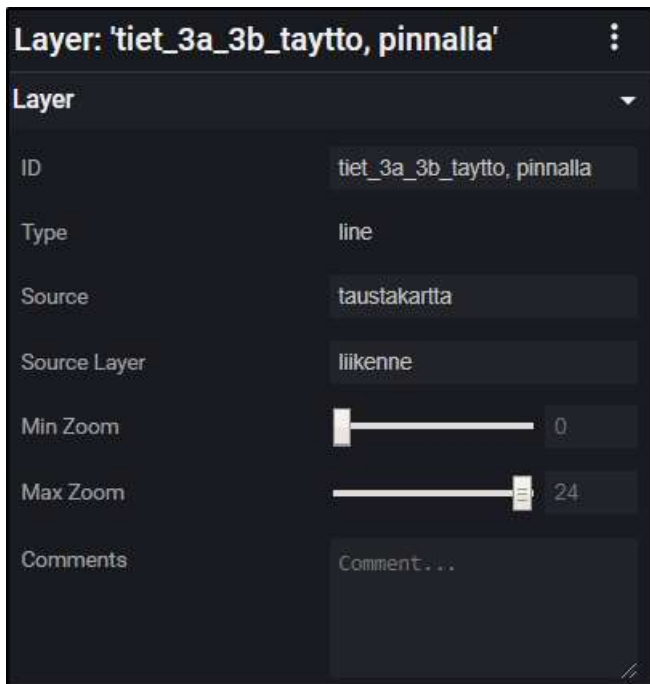 Layer: 'tiet_3a_3b_taytto, pinnalla'
Layer
ID tiet_3a_3b_taytto, pinnalla
Type line
Source taustakartta
Source Layer liikenne
Min Zoom 0
Max Zoom 24
Comments Comment...